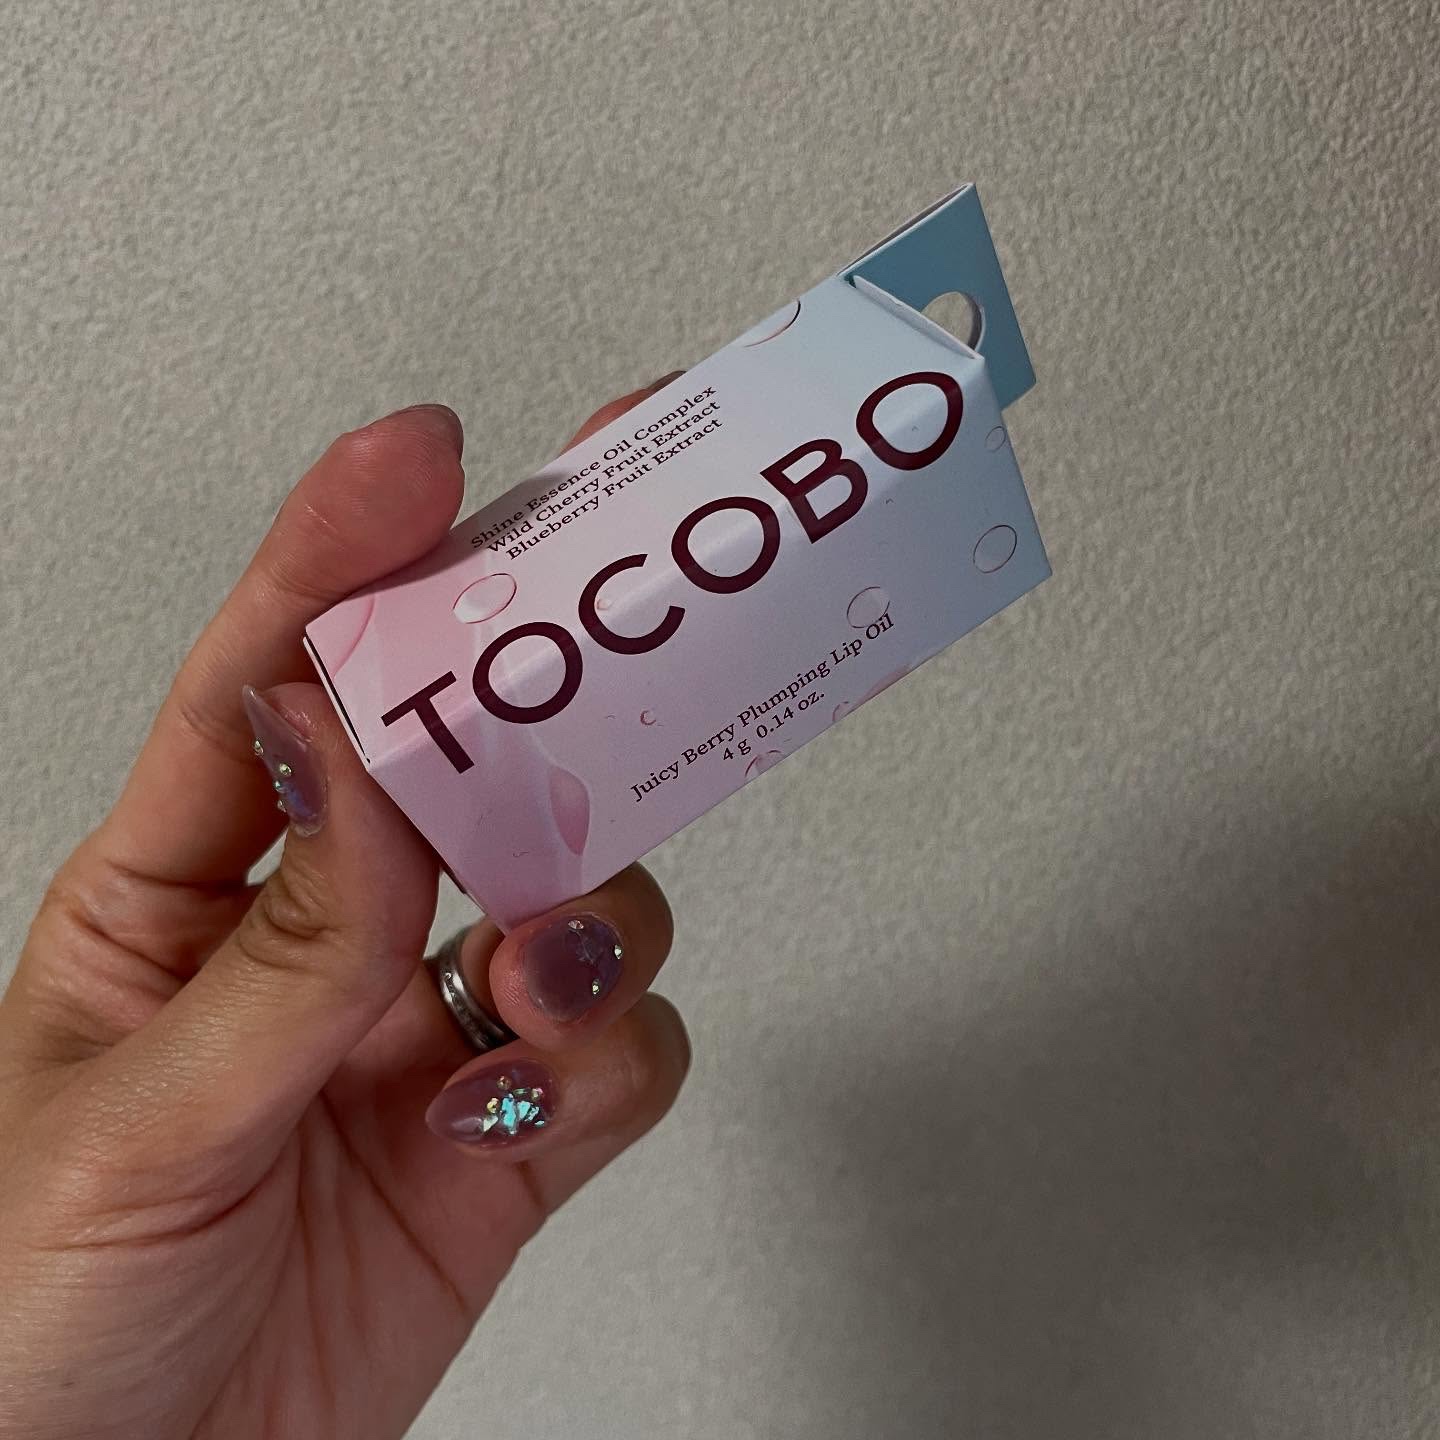 Shine Essence Oil Complex
Wild Cherry Fruit Extract
Blueberry Fruit Extract
TOCOBO
Juicy Berry Plumping Lip Oil
4 g 0.14 oz.